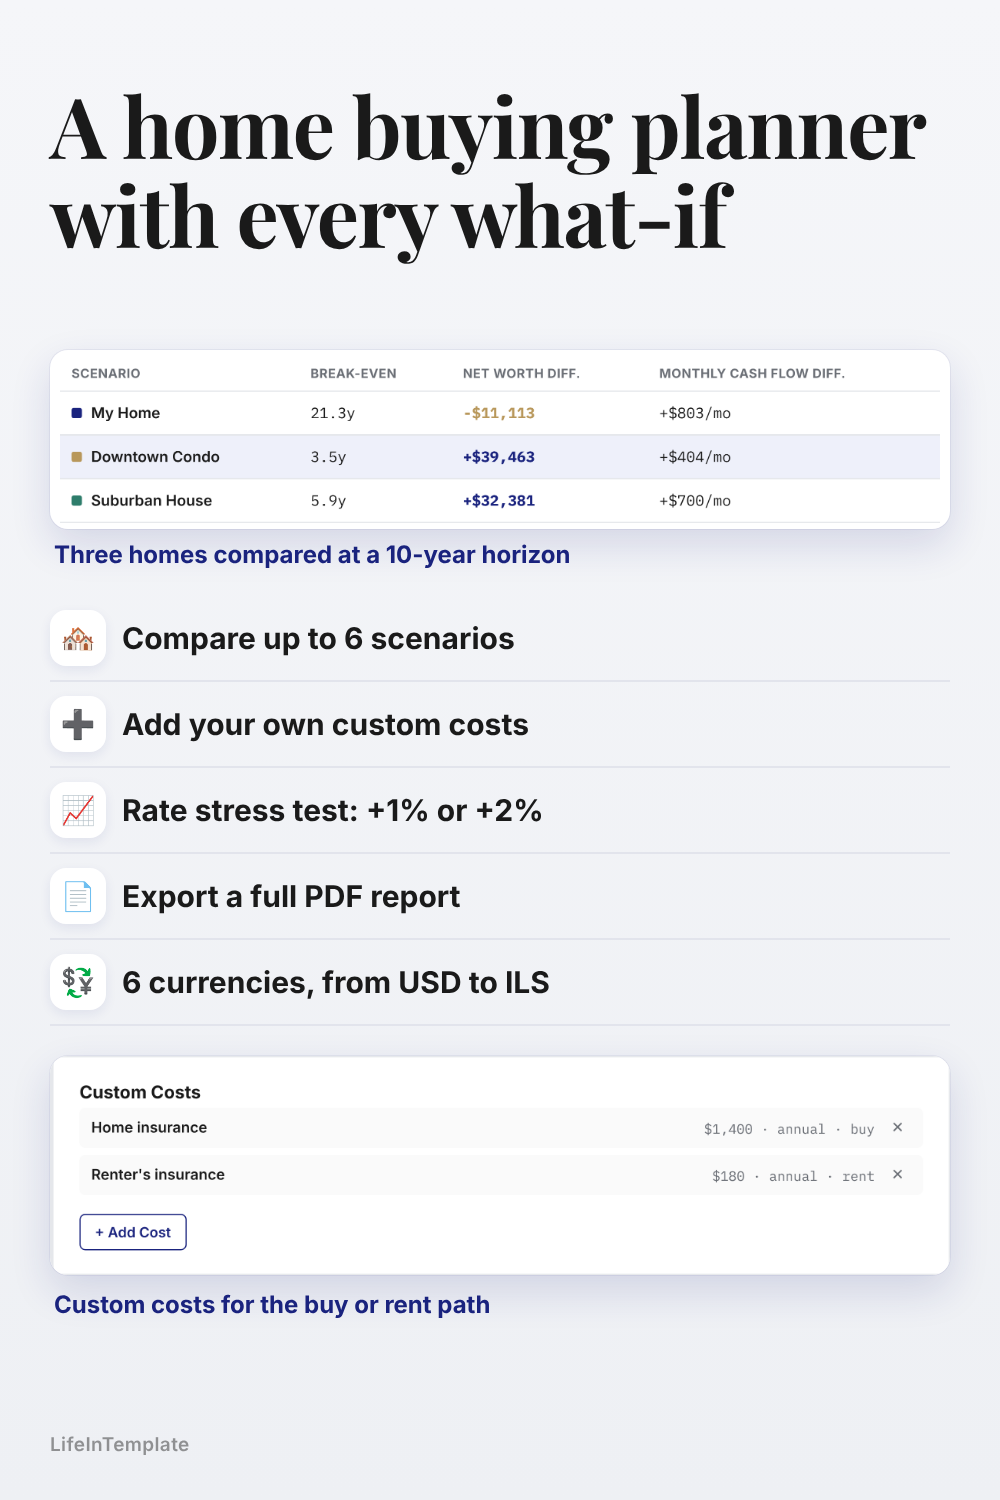 A home buying planner
with every what-if
SCENARIO BREAK-EVEN NET WORTH DIFF. MONTHLY CASH FLOW DIFF.
My Home 21.3y -$11,113 +$803/mo
Downtown Condo 3.5y +$39,463 +$404/mo
Suburban House 5.9y +$32,381 +$700/mo
Three homes compared at a 10-year horizon
Compare up to 6 scenarios
Add your own custom costs
Rate stress test: +1% or +2%
Export a full PDF report
6 currencies, from USD to ILS
Custom Costs
Home insurance $1,400 · annual · buy ×
Renter's insurance $180 · annual · rent ×
+ Add Cost
Custom costs for the buy or rent path
LifeInTemplate